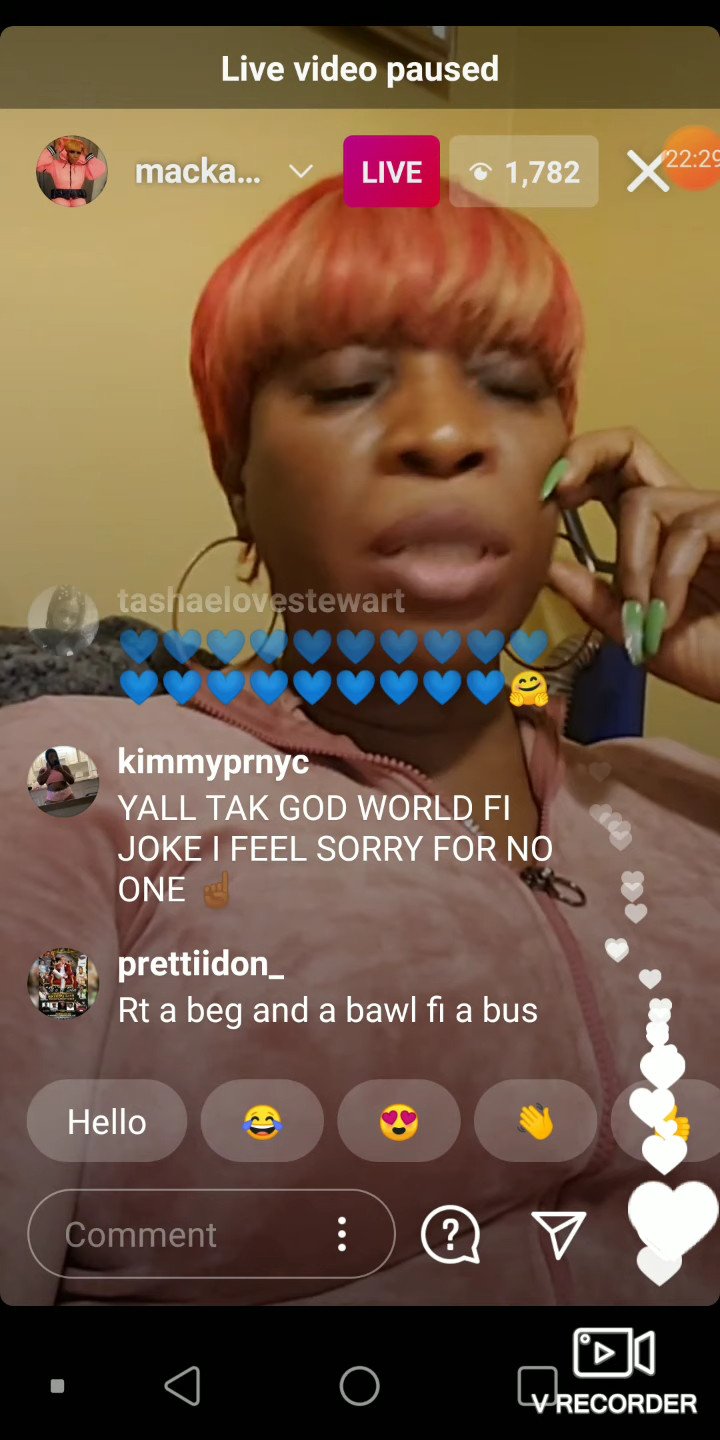 Live video paused
macka...
LIVE
1,782
22:29
tashaelovestewart
💙💙💙💙💙💙💙💙💙💙
💙💙💙💙💙💙💙💙💙🤗
kimmyprnyc
YALL TAK GOD WORLD FI
JOKE I FEEL SORRY FOR NO
ONE ☝🏾
prettiidon_
Rt a beg and a bawl fi a bus
Hello
😂 😍 👋 👍
Comment
V RECORDER